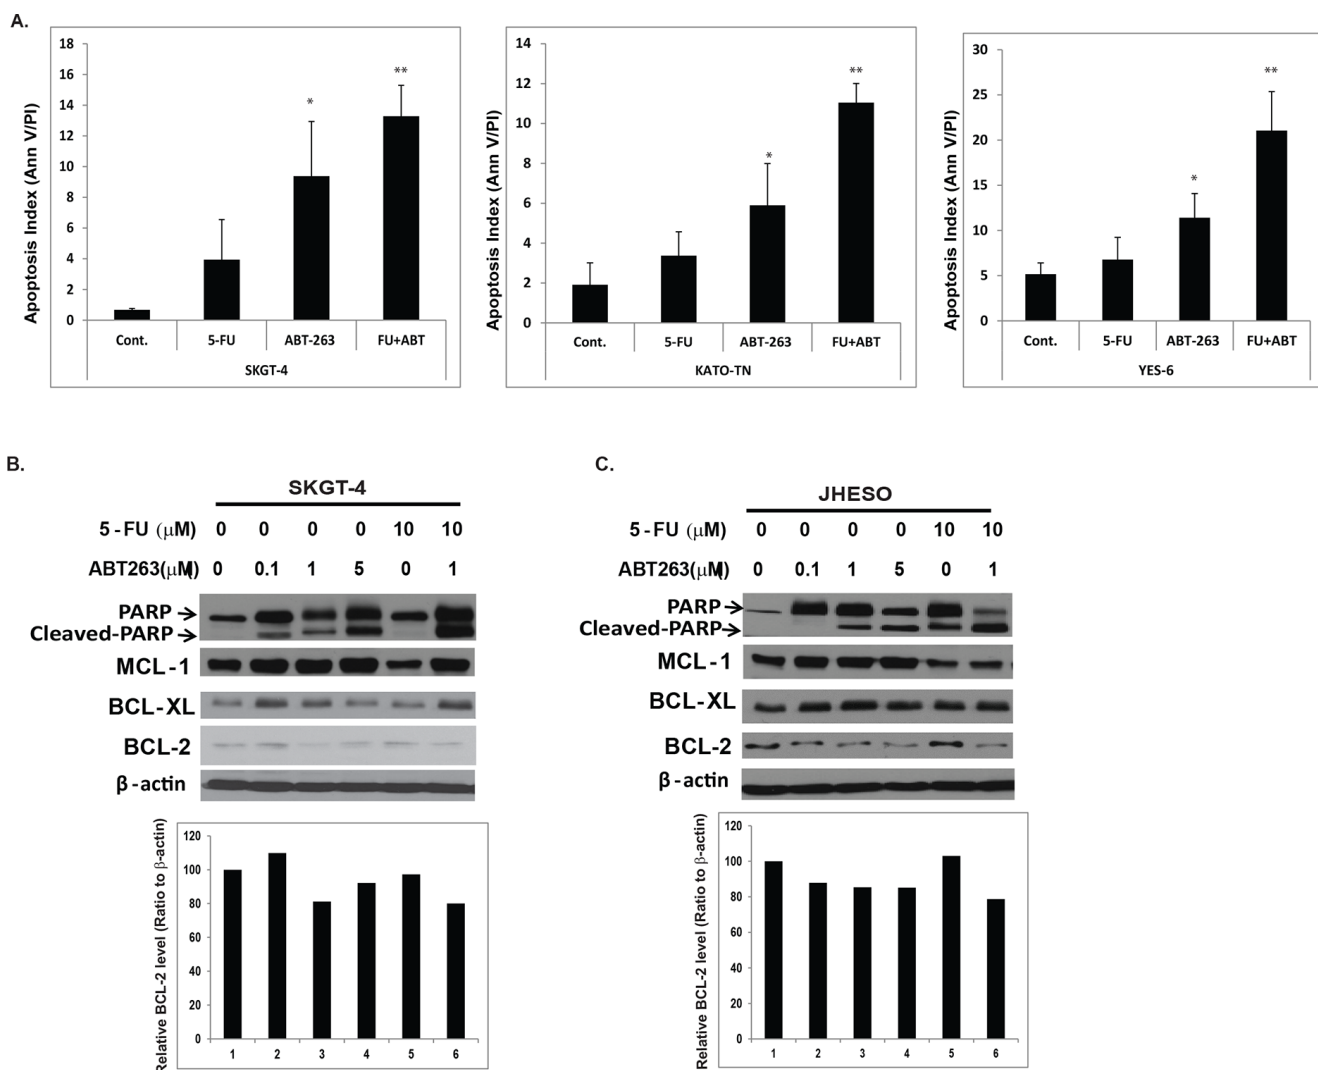 A.
18
16
14
12
10
8
6
4
2
0
Apoptosis Index (Ann V/PI)
*
**
Cont. 5-FU ABT-263 FU+ABT
SKGT-4
14
12
10
8
6
4
2
0
Apoptosis Index (Ann V/PI)
*
**
Cont. 5-FU ABT-263 FU+ABT
KATO-TN
30
25
20
15
10
5
0
Apoptosis Index (Ann V/PI)
*
**
Cont. 5-FU ABT-263 FU+ABT
YES-6
B.
SKGT-4
5-FU (μM) 0 0 0 0 10 10
ABT263(μM) 0 0.1 1 5 0 1
PARP
Cleaved-PARP
MCL-1
BCL-XL
BCL-2
β-actin
Relative BCL-2 level (Ratio to β-actin)
120
100
80
60
40
20
0
1 2 3 4 5 6
C.
JHESO
5-FU (μM) 0 0 0 0 10 10
ABT263(μM) 0 0.1 1 5 0 1
PARP
Cleaved-PARP
MCL-1
BCL-XL
BCL-2
β-actin
Relative BCL-2 level (Ratio to β-actin)
120
100
80
60
40
20
0
1 2 3 4 5 6